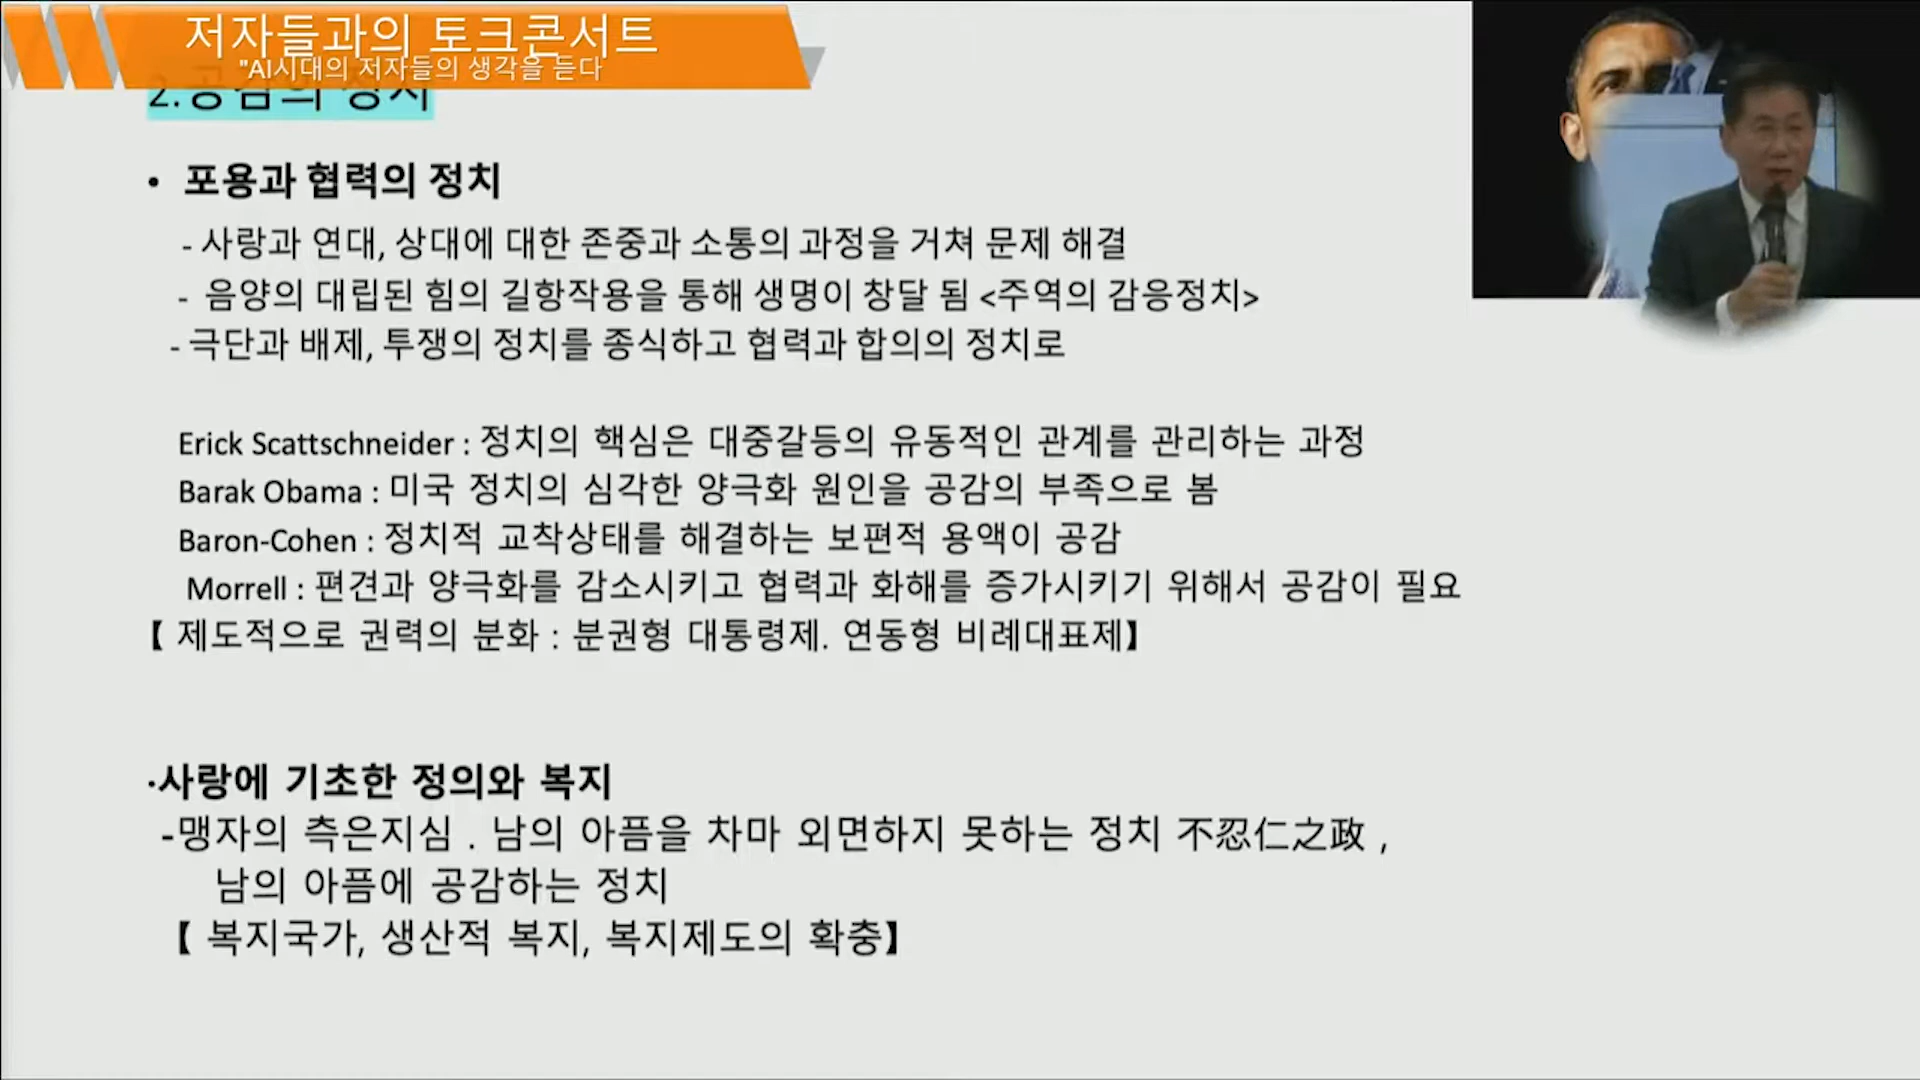 저자들과의 토크콘서트
"AI시대의 저자들의 생각을 듣다
2. 공감의 정치
• 포용과 협력의 정치
- 사랑과 연대, 상대에 대한 존중과 소통의 과정을 거쳐 문제 해결
- 음양의 대립된 힘의 길항작용을 통해 생명이 창달 됨 <주역의 감응정치>
- 극단과 배제, 투쟁의 정치를 종식하고 협력과 합의의 정치로
Erick Scattschneider : 정치의 핵심은 대중갈등의 유동적인 관계를 관리하는 과정
Barak Obama : 미국 정치의 심각한 양극화 원인을 공감의 부족으로 봄
Baron-Cohen : 정치적 교착상태를 해결하는 보편적 용액이 공감
Morrell : 편견과 양극화를 감소시키고 협력과 화해를 증가시키기 위해서 공감이 필요
【 제도적으로 권력의 분화 : 분권형 대통령제. 연동형 비례대표제】
·사랑에 기초한 정의와 복지
-맹자의 측은지심 . 남의 아픔을 차마 외면하지 못하는 정치 不忍仁之政 ,
남의 아픔에 공감하는 정치
【 복지국가, 생산적 복지, 복지제도의 확충】